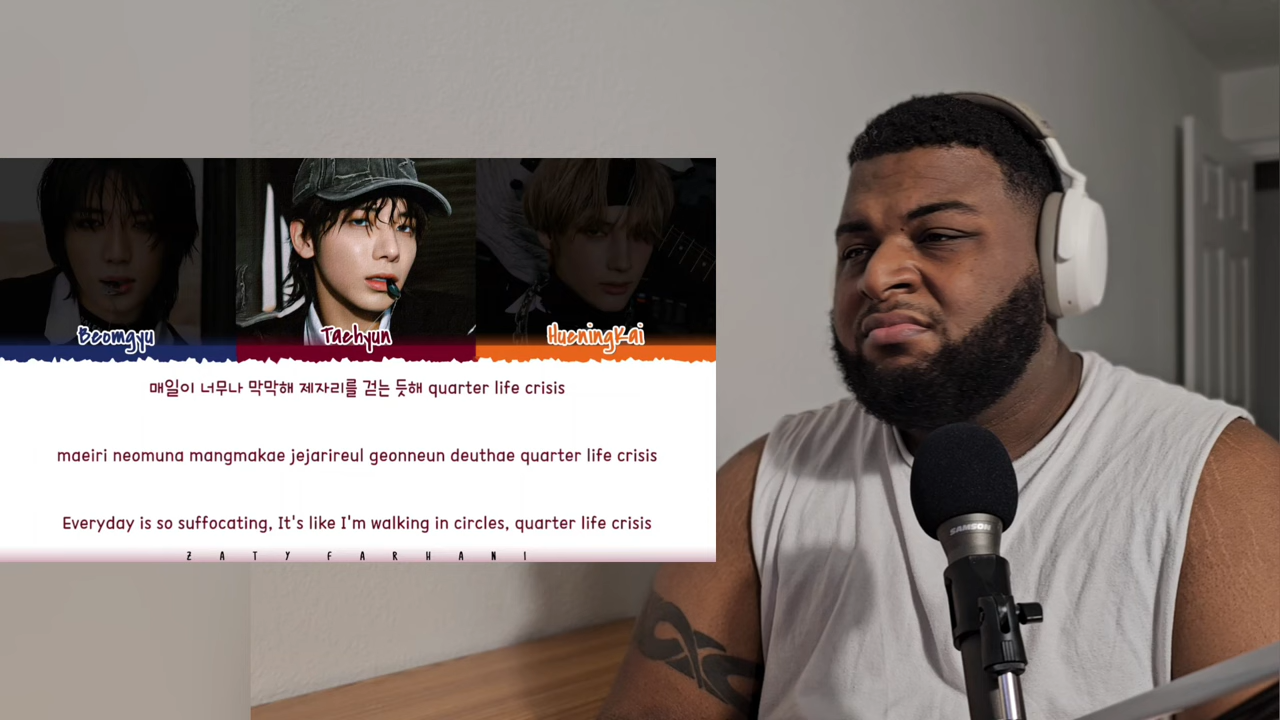 Beomgyu
Taehyun
HueningKai
매일이 너무나 막막해 제자리를 걷는 듯해 quarter life crisis
maeiri neomuna mangmakae jejarireul geonneun deuthae quarter life crisis
Everyday is so suffocating, It's like I'm walking in circles, quarter life crisis
ZATY FARHANI
SAMSON